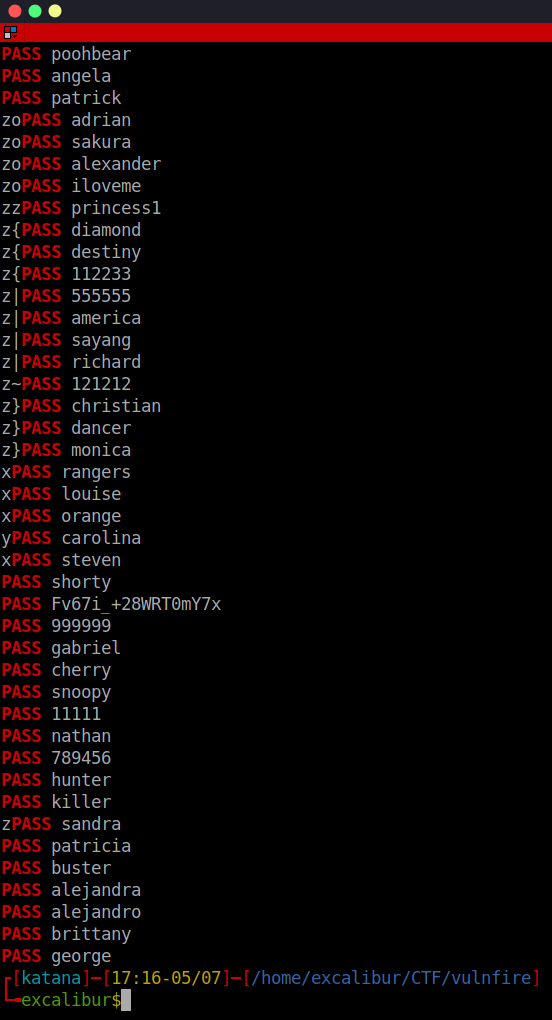 PASS poohbear
PASS angela
PASS patrick
zoPASS adrian
zoPASS sakura
zoPASS alexander
zoPASS iloveme
zzPASS princess1
z{PASS diamond
z{PASS destiny
z{PASS 112233
z|PASS 555555
z|PASS america
z|PASS sayang
z|PASS richard
z~PASS 121212
z}PASS christian
z}PASS dancer
z}PASS monica
xPASS rangers
xPASS louise
xPASS orange
yPASS carolina
xPASS steven
PASS shorty
PASS Fv67i_+28WRT0mY7x
PASS 999999
PASS gabriel
PASS cherry
PASS snoopy
PASS 11111
PASS nathan
PASS 789456
PASS hunter
PASS killer
zPASS sandra
PASS patricia
PASS buster
PASS alejandra
PASS alejandro
PASS brittany
PASS george
┌[katana]─[17:16-05/07]─[/home/excalibur/CTF/vulnfire]
└╼excalibur$